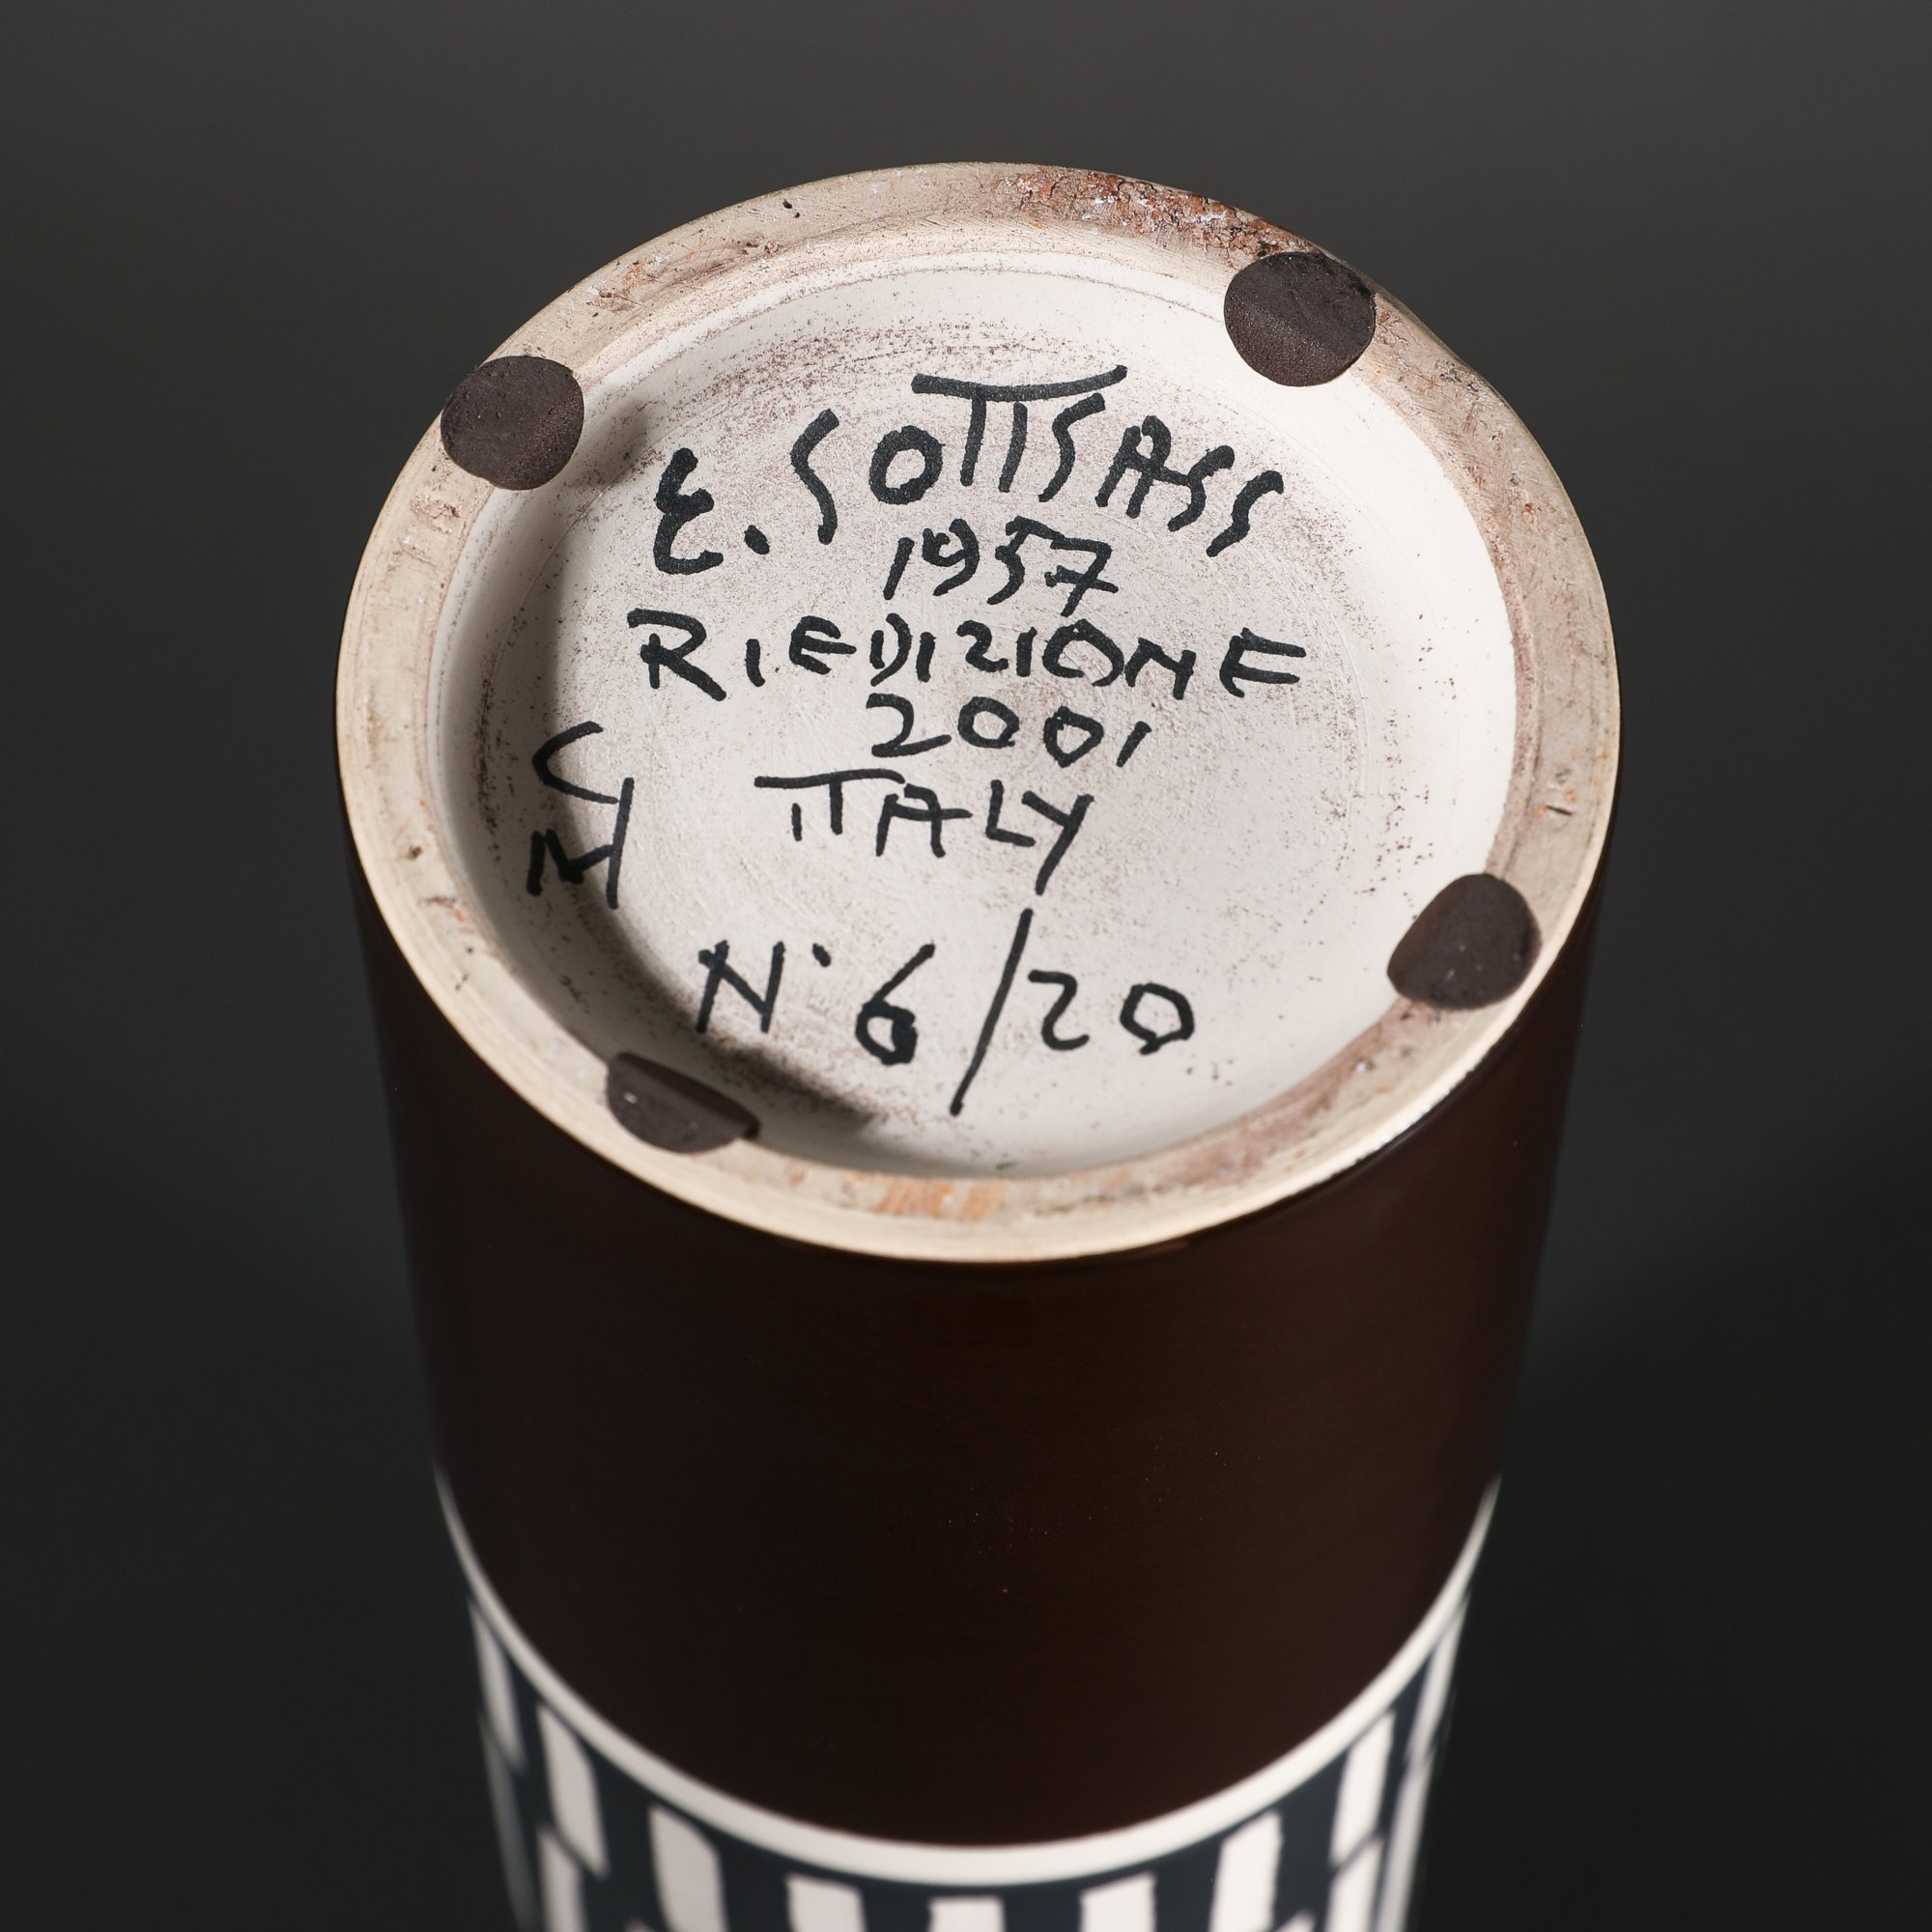 E. SOTTSASS
1957
RIEDIZIONE
2001
ITALY
N° 6/20